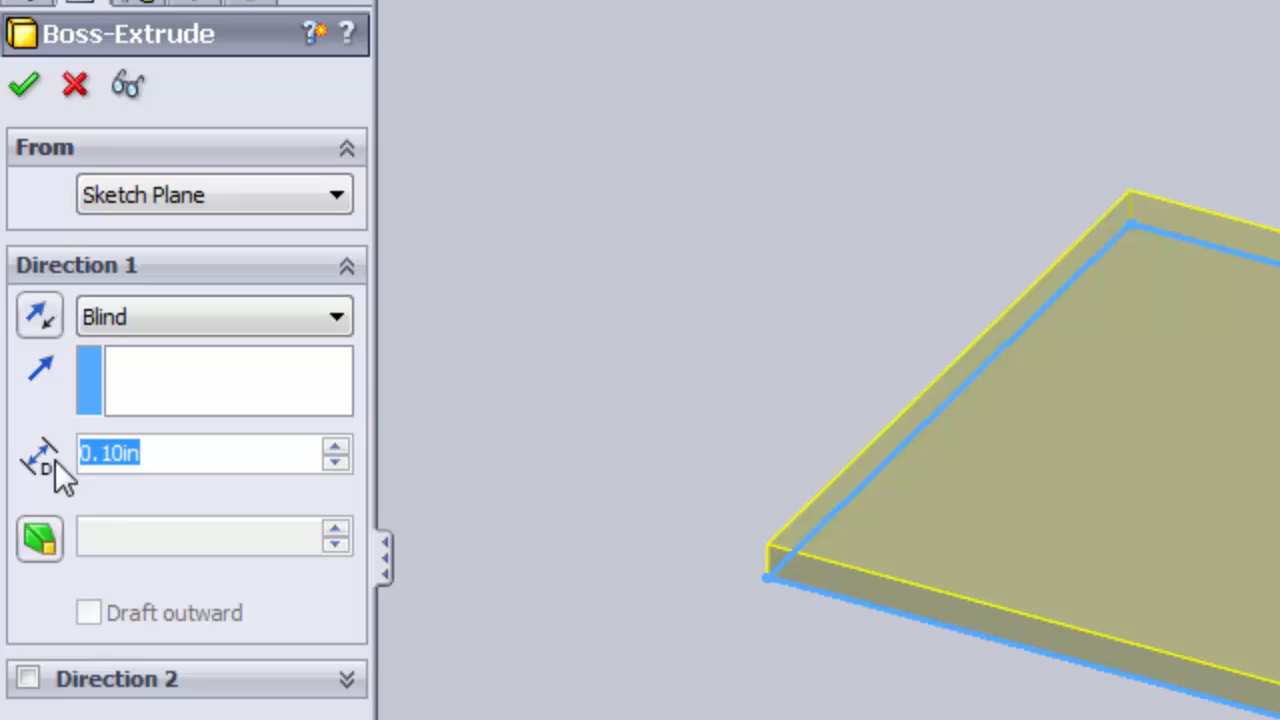 Boss-Extrude ? ?
From
Sketch Plane
Direction 1
Blind
D
0.10in
Draft outward
Direction 2